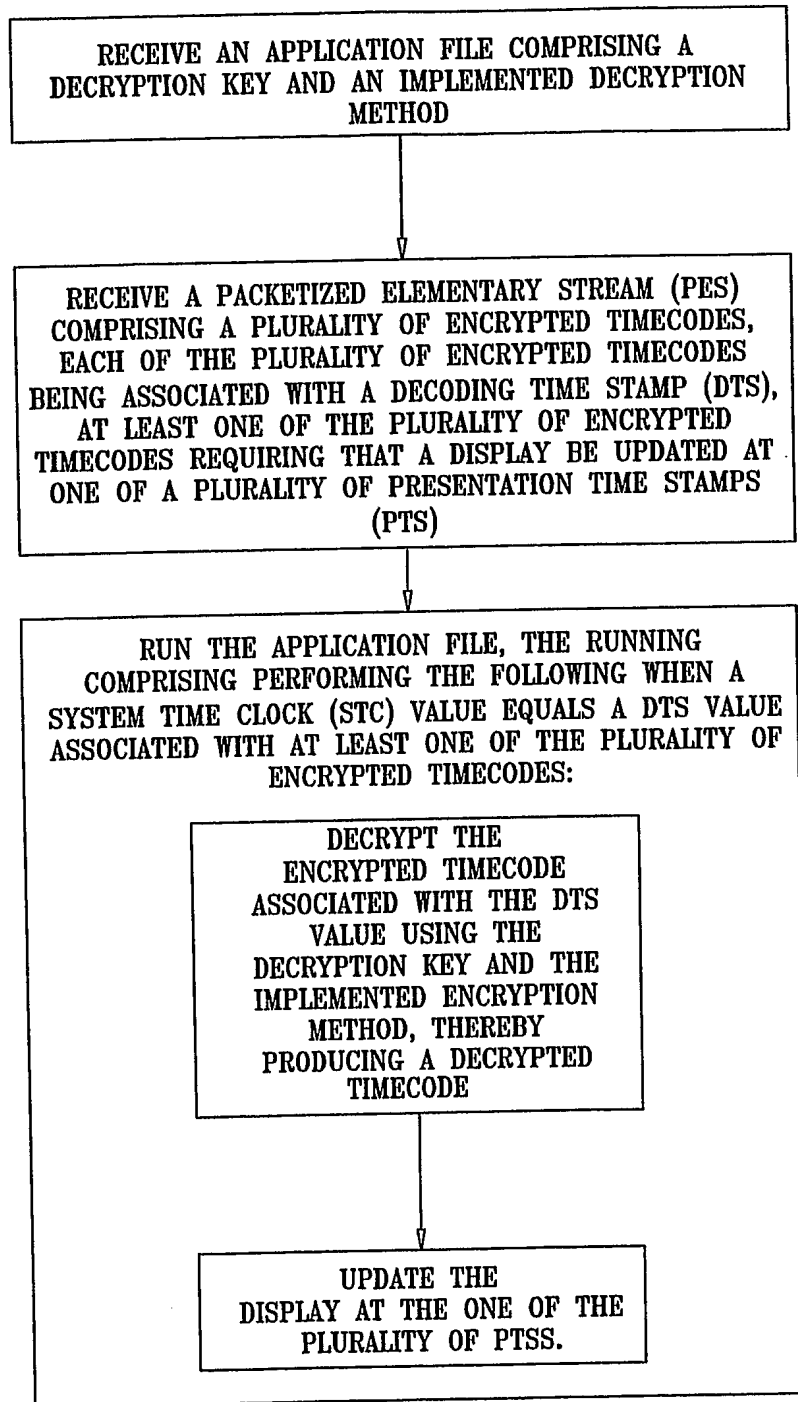 RECEIVE AN APPLICATION FILE COMPRISING A
DECRYPTION KEY AND AN IMPLEMENTED DECRYPTION
METHOD
RECEIVE A PACKETIZED ELEMENTARY STREAM (PES)
COMPRISING A PLURALITY OF ENCRYPTED TIMECODES,
EACH OF THE PLURALITY OF ENCRYPTED TIMECODES
BEING ASSOCIATED WITH A DECODING TIME STAMP (DTS),
AT LEAST ONE OF THE PLURALITY OF ENCRYPTED
TIMECODES REQUIRING THAT A DISPLAY BE UPDATED AT
ONE OF A PLURALITY OF PRESENTATION TIME STAMPS
(PTS)
RUN THE APPLICATION FILE, THE RUNNING
COMPRISING PERFORMING THE FOLLOWING WHEN A
SYSTEM TIME CLOCK (STC) VALUE EQUALS A DTS VALUE
ASSOCIATED WITH AT LEAST ONE OF THE PLURALITY OF
ENCRYPTED TIMECODES:
DECRYPT THE
ENCRYPTED TIMECODE
ASSOCIATED WITH THE DTS
VALUE USING THE
DECRYPTION KEY AND THE
IMPLEMENTED ENCRYPTION
METHOD, THEREBY
PRODUCING A DECRYPTED
TIMECODE
UPDATE THE
DISPLAY AT THE ONE OF THE
PLURALITY OF PTSS.